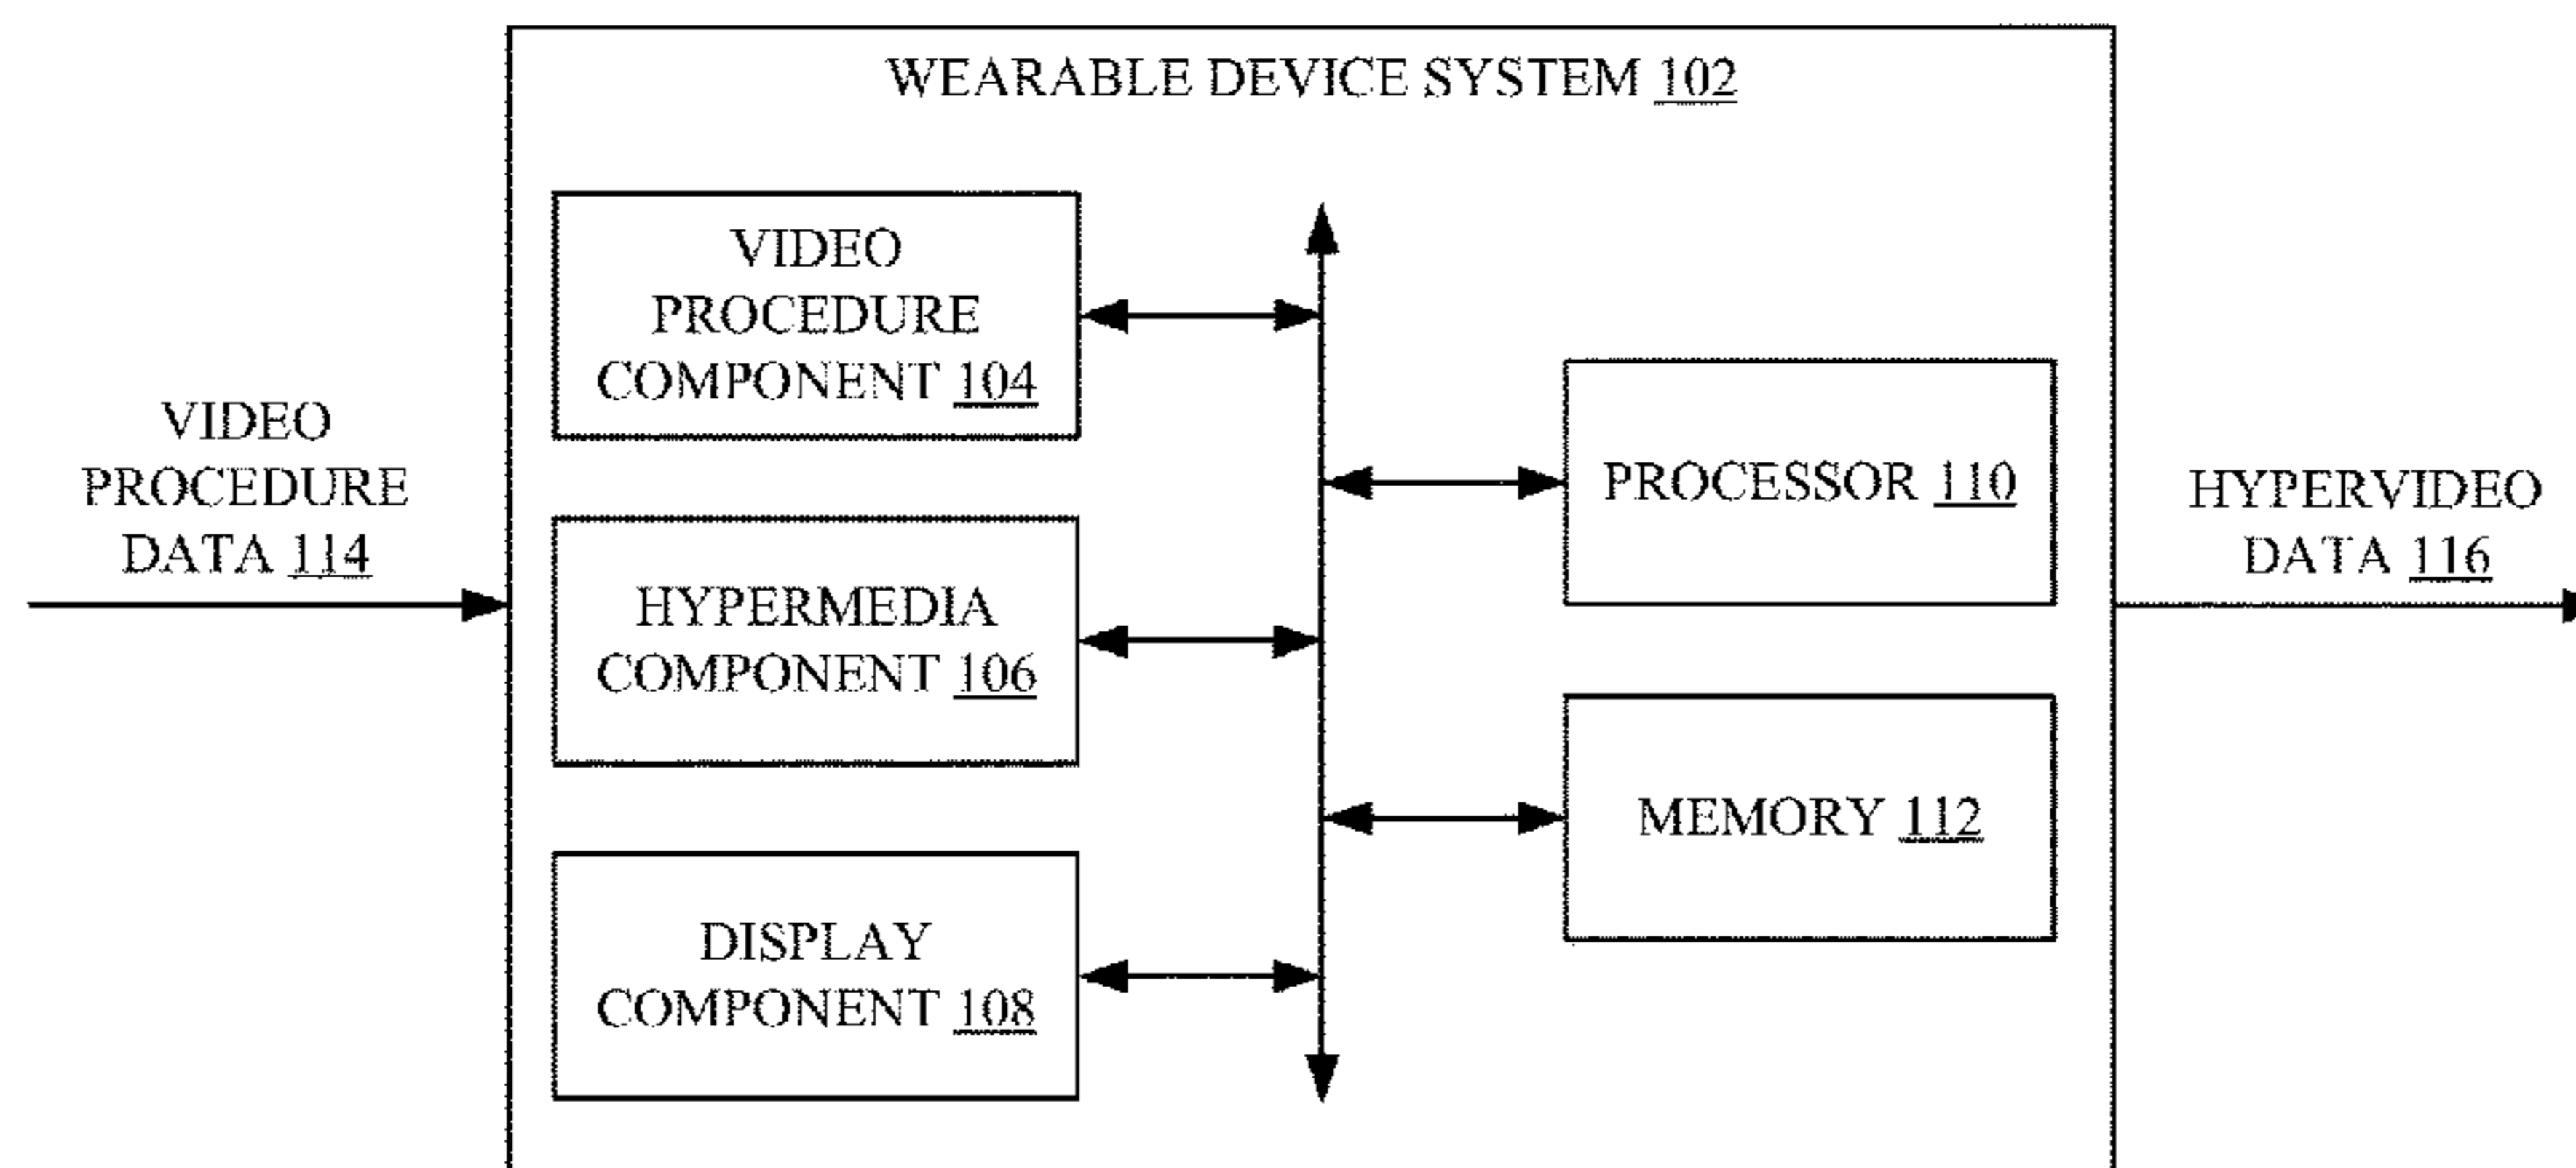 WEARABLE DEVICE SYSTEM 102
VIDEO
PROCEDURE
COMPONENT 104
VIDEO
PROCEDURE
DATA 114
PROCESSOR 110
HYPERVIDEO
DATA 116
HYPERMEDIA
COMPONENT 106
MEMORY 112
DISPLAY
COMPONENT 108